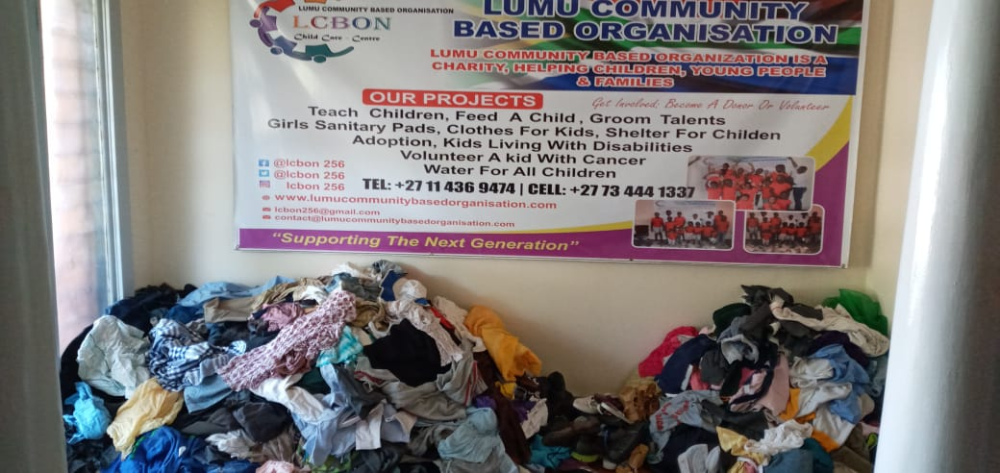 LUMU COMMUNITY BASED ORGANISATION
LCBON
Child Care - Centre
LUMU COMMUNITY
BASED ORGANISATION
LUMU COMMUNITY BASED ORGANIZATION IS A
CHARITY, HELPING CHILDREN, YOUNG PEOPLE
& FAMILIES
OUR PROJECTS
Get Involved: Become A Donor Or Volunteer
Teach Children, Feed A Child, Groom Talents
Girls Sanitary Pads, Clothes For Kids, Shelter For Childen
Adoption, Kids Living With Disabilities
Volunteer A kid With Cancer
Water For All Children
@lcbon 256
@lcbon 256
lcbon 256
TEL: +27 11 436 9474 | CELL: +27 73 444 1337
www.lumucommunitybasedorganisation.com
lcbon256@gmail.com
contact@lumucommunitybasedorganisation.com
"Supporting The Next Generation"